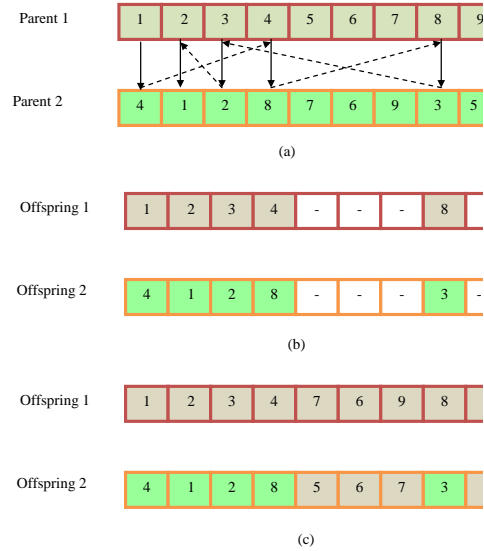 Parent 1 1 2 3 4 5 6 7 8 9
Parent 2 4 1 2 8 7 6 9 3 5
(a)
Offspring 1 1 2 3 4 - - - 8
Offspring 2 4 1 2 8 - - - 3 -
(b)
Offspring 1 1 2 3 4 7 6 9 8
Offspring 2 4 1 2 8 5 6 7 3
(c)